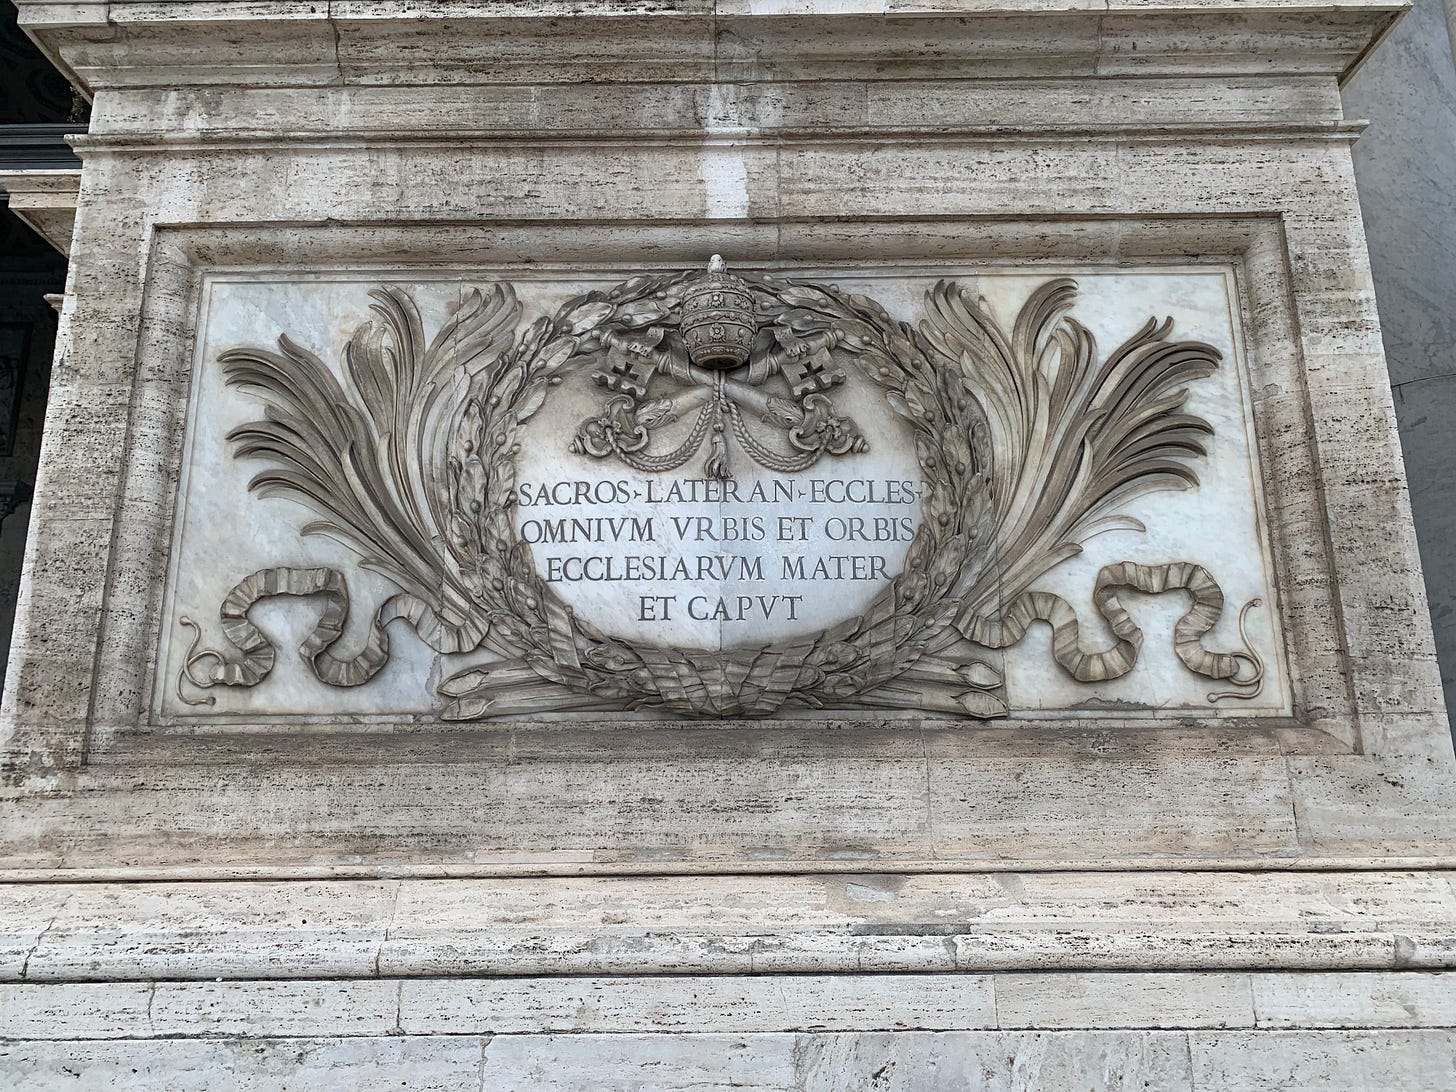 SACROS·LATERAN·ECCLES·
OMNIVM VRBIS ET ORBIS
ECCLESIARVM MATER
ET CAPVT